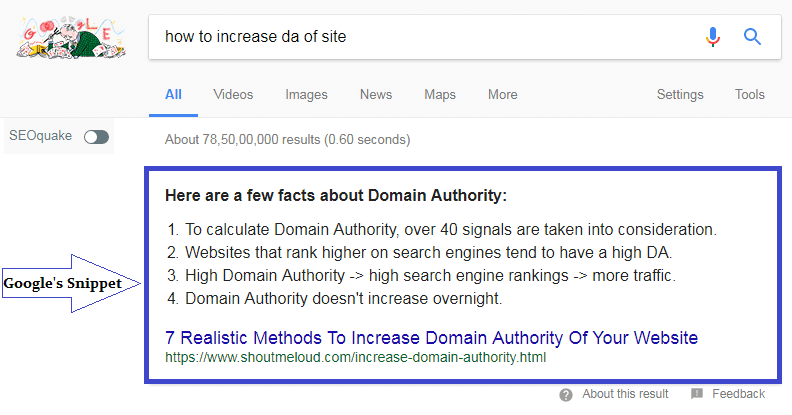 GOOGLE
how to increase da of site
All Videos Images News Maps More Settings Tools
SEOquake
About 78,50,00,000 results (0.60 seconds)
Here are a few facts about Domain Authority:
1. To calculate Domain Authority, over 40 signals are taken into consideration.
2. Websites that rank higher on search engines tend to have a high DA.
3. High Domain Authority -> high search engine rankings -> more traffic.
4. Domain Authority doesn't increase overnight.
Google's Snippet
7 Realistic Methods To Increase Domain Authority Of Your Website
https://www.shoutmeloud.com/increase-domain-authority.html
About this result Feedback